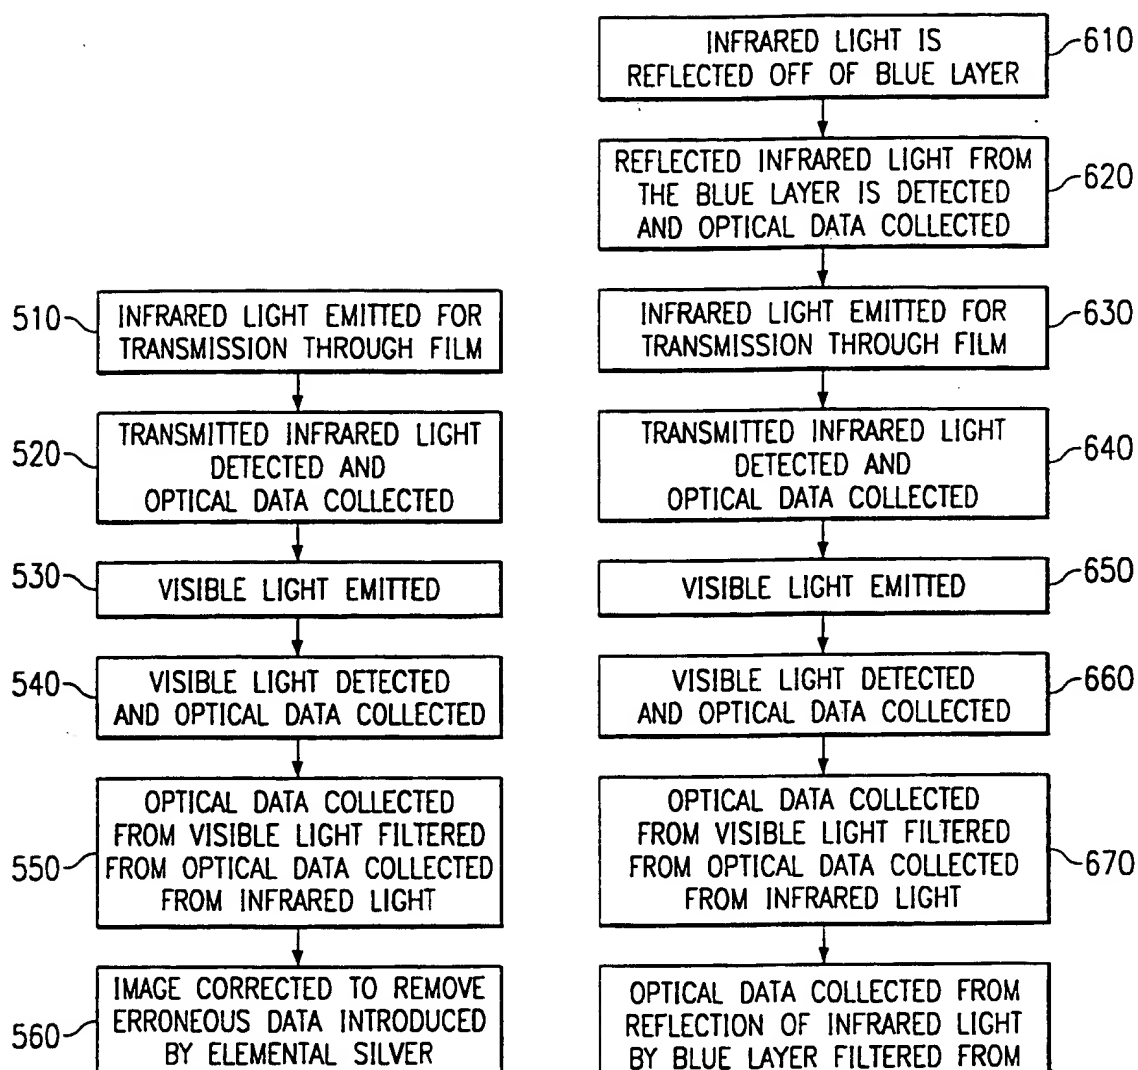 510
INFRARED LIGHT EMITTED FOR
TRANSMISSION THROUGH FILM
520
TRANSMITTED INFRARED LIGHT
DETECTED AND
OPTICAL DATA COLLECTED
530
VISIBLE LIGHT EMITTED
540
VISIBLE LIGHT DETECTED
AND OPTICAL DATA COLLECTED
550
OPTICAL DATA COLLECTED
FROM VISIBLE LIGHT FILTERED
FROM OPTICAL DATA COLLECTED
FROM INFRARED LIGHT
560
IMAGE CORRECTED TO REMOVE
ERRONEOUS DATA INTRODUCED
BY ELEMENTAL SILVER
INFRARED LIGHT IS
REFLECTED OFF OF BLUE LAYER
610
REFLECTED INFRARED LIGHT FROM
THE BLUE LAYER IS DETECTED
AND OPTICAL DATA COLLECTED
620
INFRARED LIGHT EMITTED FOR
TRANSMISSION THROUGH FILM
630
TRANSMITTED INFRARED LIGHT
DETECTED AND
OPTICAL DATA COLLECTED
640
VISIBLE LIGHT EMITTED
650
VISIBLE LIGHT DETECTED
AND OPTICAL DATA COLLECTED
660
OPTICAL DATA COLLECTED
FROM VISIBLE LIGHT FILTERED
FROM OPTICAL DATA COLLECTED
FROM INFRARED LIGHT
670
OPTICAL DATA COLLECTED FROM
REFLECTION OF INFRARED LIGHT
BY BLUE LAYER FILTERED FROM